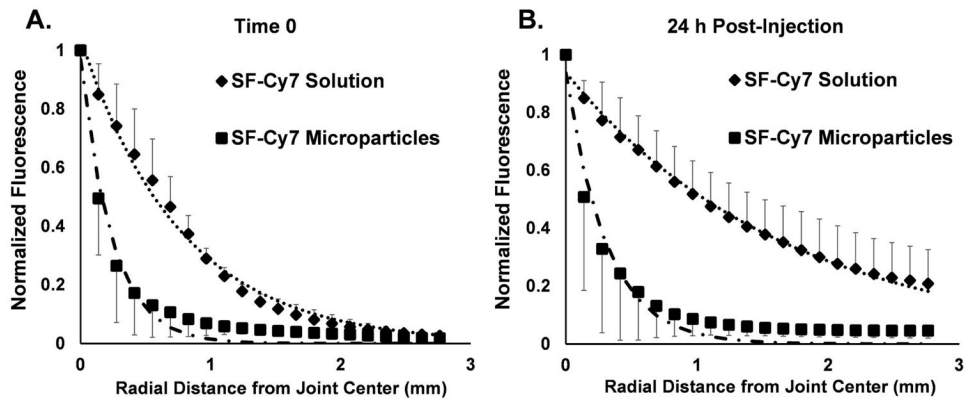 A.
Time 0
Normalized Fluorescence
1
0.8
0.6
0.4
0.2
0
SF-Cy7 Solution
SF-Cy7 Microparticles
0
1
2
3
Radial Distance from Joint Center (mm)
B.
24 h Post-Injection
Normalized Fluorescence
1
0.8
0.6
0.4
0.2
0
SF-Cy7 Solution
SF-Cy7 Microparticles
0
1
2
3
Radial Distance from Joint Center (mm)